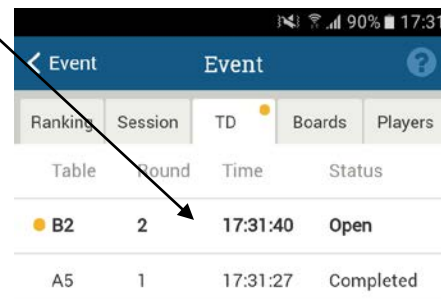 90% 17:31
Event Event ?
Ranking Session TD Boards Players
Table Round Time Status
B2 2 17:31:40 Open
A5 1 17:31:27 Completed